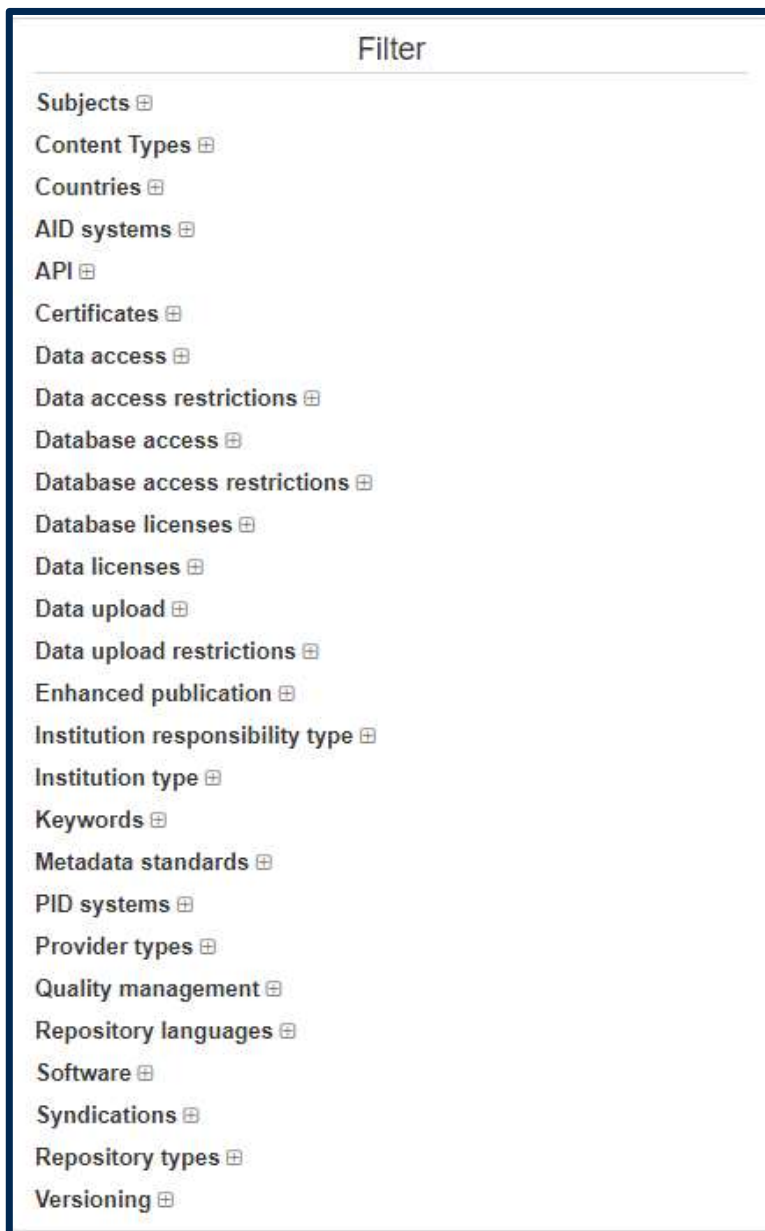 Filter
Subjects
Content Types
Countries
AID systems
API
Certificates
Data access
Data access restrictions
Database access
Database access restrictions
Database licenses
Data licenses
Data upload
Data upload restrictions
Enhanced publication
Institution responsibility type
Institution type
Keywords
Metadata standards
PID systems
Provider types
Quality management
Repository languages
Software
Syndications
Repository types
Versioning